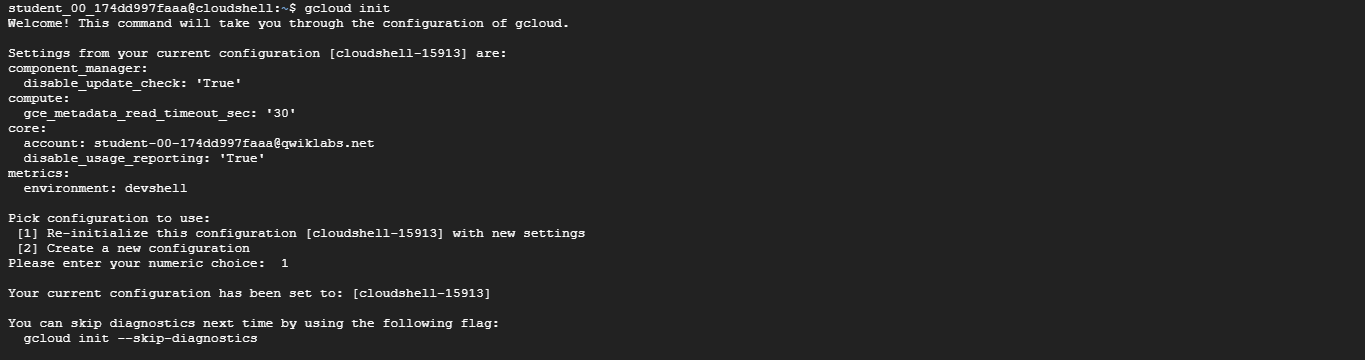 student_00_174dd997faaa@cloudshell:~$ gcloud init
Welcome! This command will take you through the configuration of gcloud.
Settings from your current configuration [cloudshell-15913] are:
component_manager:
disable_update_check: 'True'
compute:
gce_metadata_read_timeout_sec: '30'
core:
account: student-00-174dd997faaa@qwiklabs.net
disable_usage_reporting: 'True'
metrics:
environment: devshell
Pick configuration to use:
[1] Re-initialize this configuration [cloudshell-15913] with new settings
[2] Create a new configuration
Please enter your numeric choice:  1
Your current configuration has been set to: [cloudshell-15913]
You can skip diagnostics next time by using the following flag:
gcloud init --skip-diagnostics